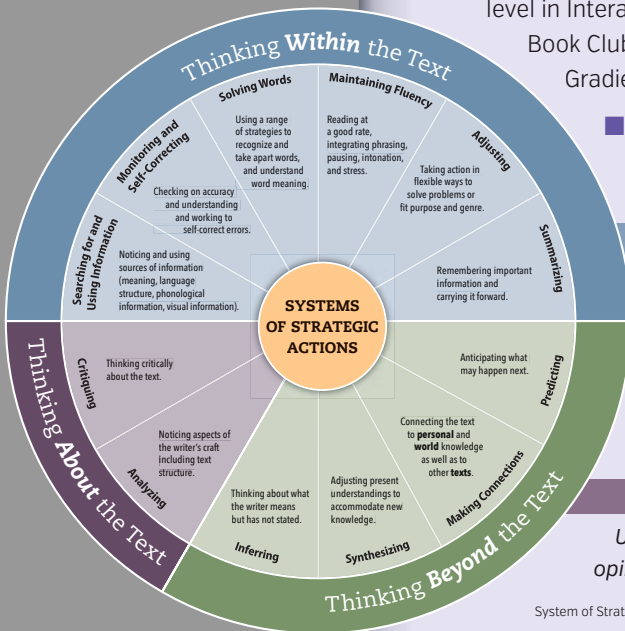 level in Intera
Book Club
Gradie
Thinking Within the Text
Solving Words
Using a range
of strategies to
recognize and
take apart words,
and understand
word meaning.
Maintaining Fluency
Reading at
a good rate,
integrating phrasing,
pausing, intonation,
and stress.
Monitoring and
Self-Correcting
Checking on accuracy
and understanding
and working to
self-correct errors.
Adjusting
Taking action in
flexible ways to
solve problems or
fit purpose and genre.
Searching for and
Using Information
Noticing and using
sources of information
(meaning, language
structure, phonological
information, visual information).
Summarizing
Remembering important
information and
carrying it forward.
SYSTEMS
OF STRATEGIC
ACTIONS
Thinking About the Text
Critiquing
Thinking critically
about the text.
Analyzing
Noticing aspects of
the writer's craft
including text
structure.
Thinking Beyond the Text
Predicting
Anticipating what
may happen next.
Making Connections
Connecting the text
to personal and
world knowledge
as well as to
other texts.
Synthesizing
Adjusting present
understandings to
accommodate new
knowledge.
Inferring
Thinking about what
the writer means
but has not stated.
U
opi
System of Strat